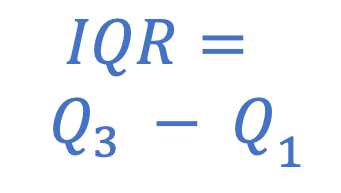 IQR =
Q₃ − Q₁